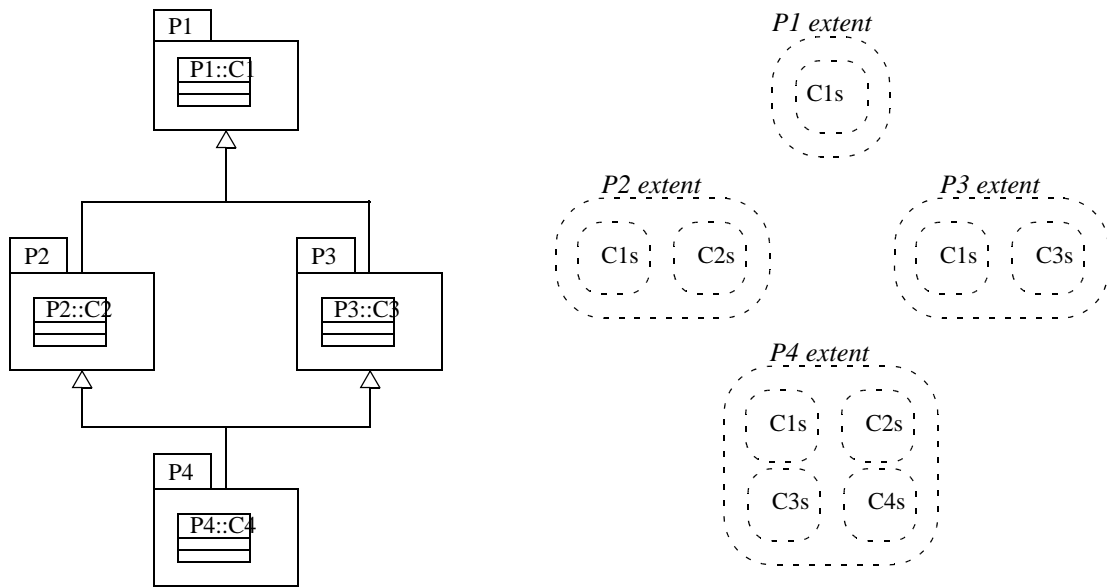 P1
P1::C1
P2
P2::C2
P3
P3::C3
P4
P4::C4
P1 extent
C1s
P2 extent
C1s C2s
P3 extent
C1s C3s
P4 extent
C1s C2s
C3s C4s